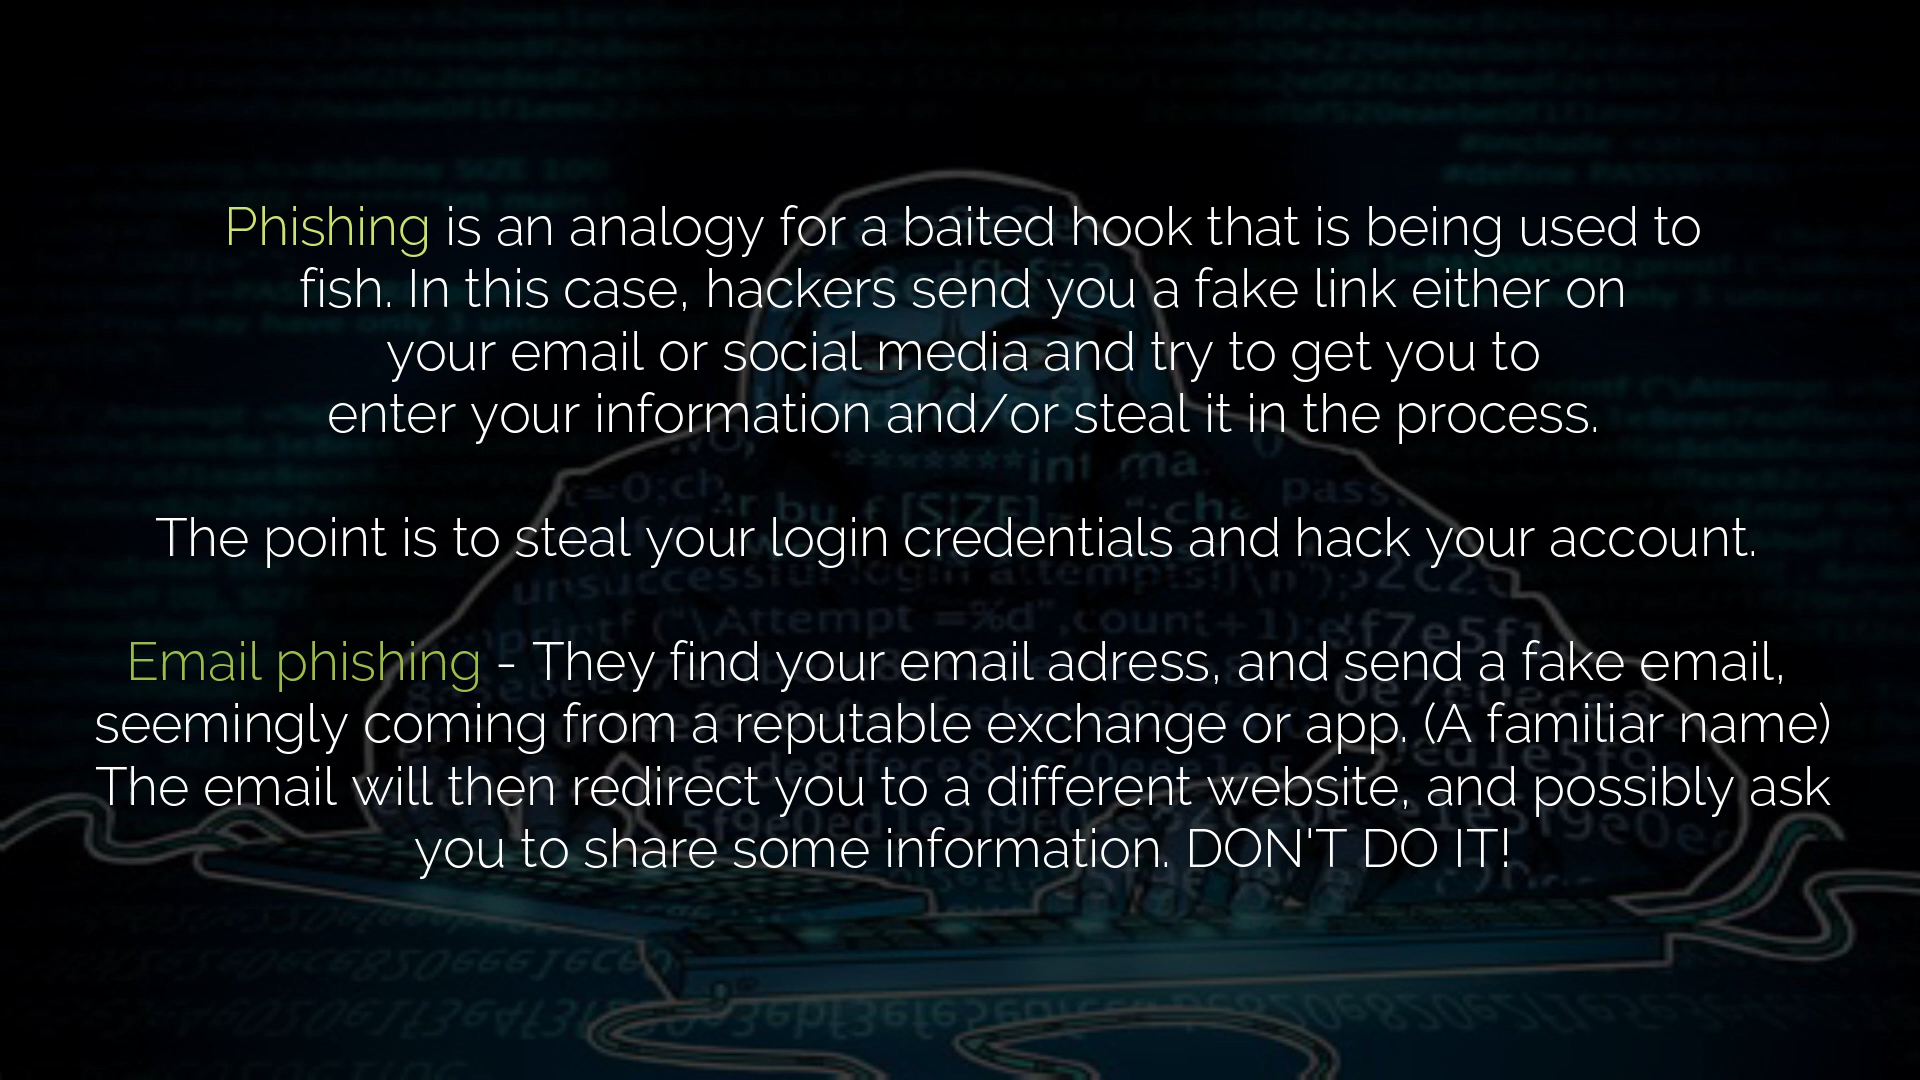 Phishing is an analogy for a baited hook that is being used to
fish. In this case, hackers send you a fake link either on
your email or social media and try to get you to
enter your information and/or steal it in the process.
The point is to steal your login credentials and hack your account.
Email phishing - They find your email adress, and send a fake email,
seemingly coming from a reputable exchange or app. (A familiar name)
The email will then redirect you to a different website, and possibly ask
you to share some information. DON'T DO IT!